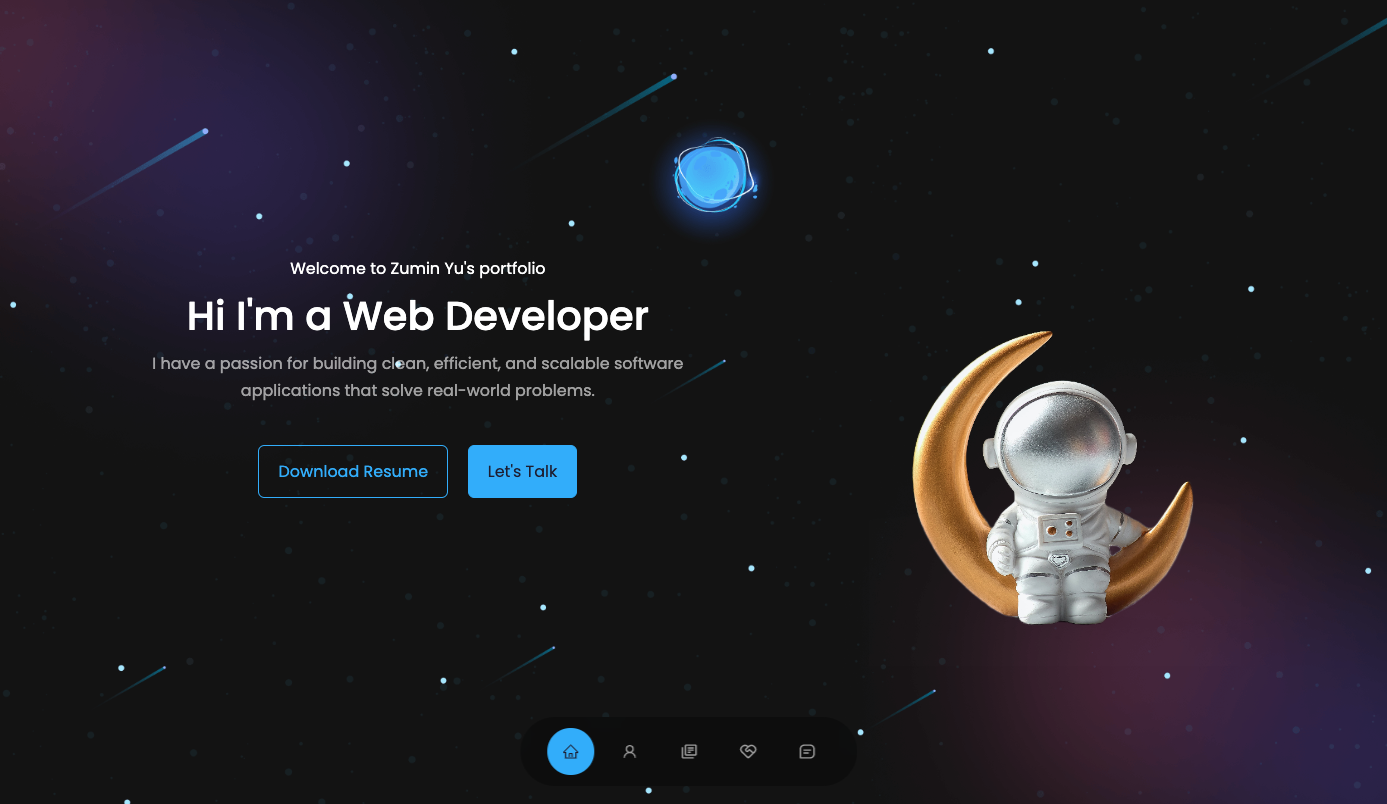 Welcome to Zumin Yu's portfolio
Hi I'm a Web Developer
I have a passion for building clean, efficient, and scalable software
applications that solve real-world problems.
Download Resume
Let's Talk